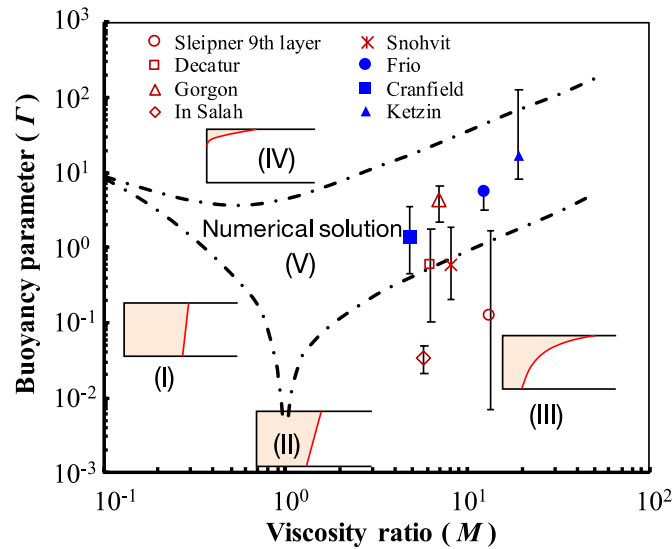 10³
Sleipner 9th layer
Snohvit
Decatur
Frio
Gorgon
Cranfield
In Salah
Ketzin
10²
(IV)
10¹
Numerical solution
(V)
10⁰
10⁻¹
(I)
(III)
10⁻²
(II)
10⁻³
10⁻¹
10⁰
10¹
10²
Buoyancy parameter (Γ)
Viscosity ratio (M)